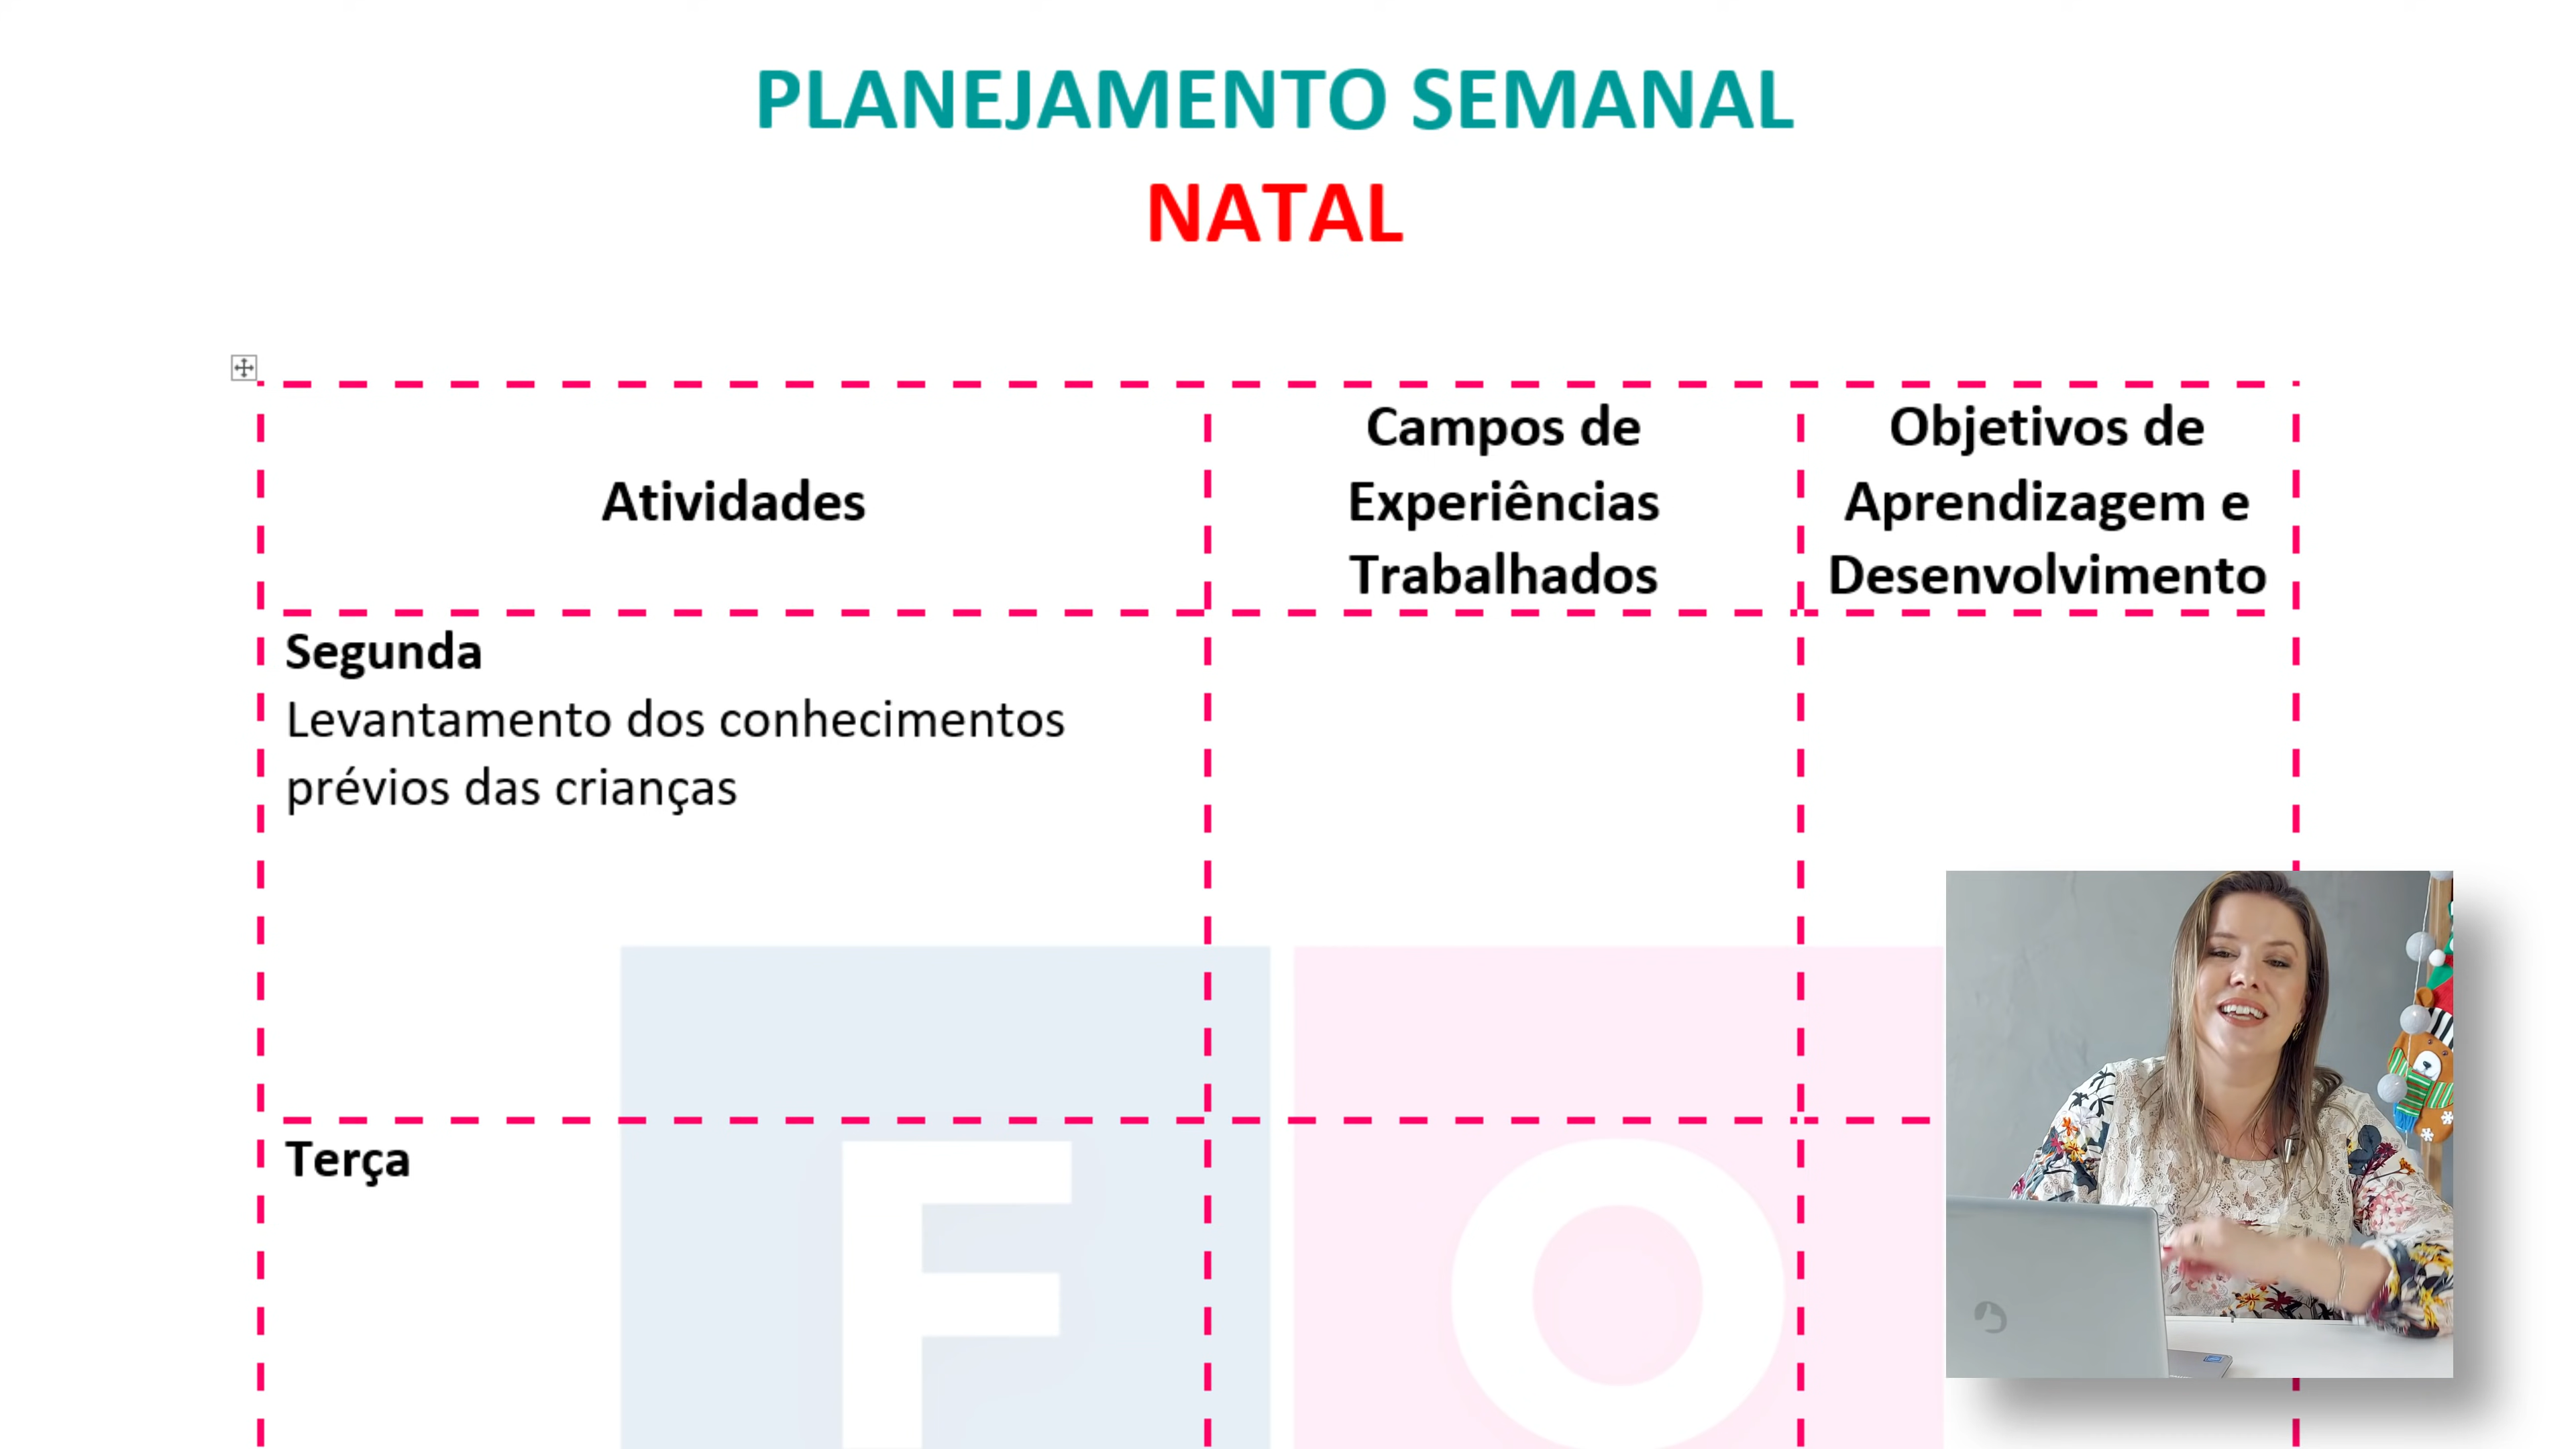 PLANEJAMENTO SEMANAL
NATAL
Atividades
Campos de
Experiências
Trabalhados
Objetivos de
Aprendizagem e
Desenvolvimento
Segunda
Levantamento dos conhecimentos
prévios das crianças
Terça
F O